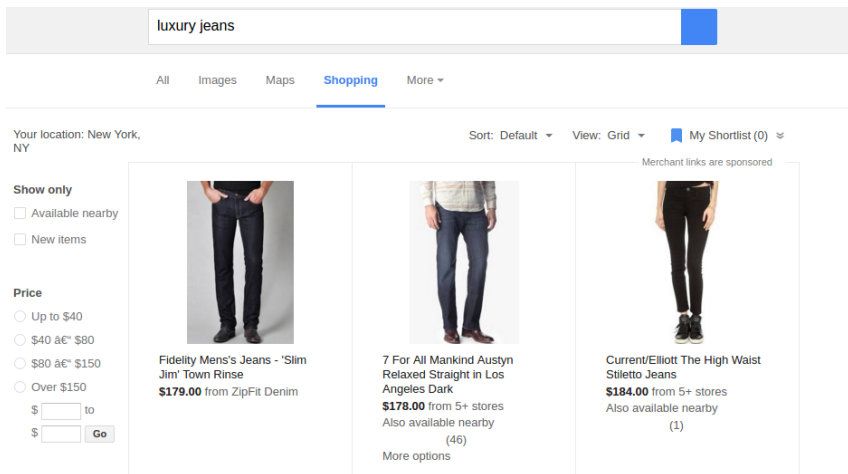 luxury jeans
All Images Maps Shopping More
Your location: New York,
NY
Sort: Default View: Grid My Shortlist (0)
Merchant links are sponsored
Show only
Available nearby
New items
Price
Up to $40
$40 â€“ $80
$80 â€“ $150
Over $150
$ to
$ Go
Fidelity Mens's Jeans - 'Slim
Jim' Town Rinse
$179.00 from ZipFit Denim
7 For All Mankind Austyn
Relaxed Straight in Los
Angeles Dark
$178.00 from 5+ stores
Also available nearby
(46)
More options
Current/Elliott The High Waist
Stiletto Jeans
$184.00 from 5+ stores
Also available nearby
(1)